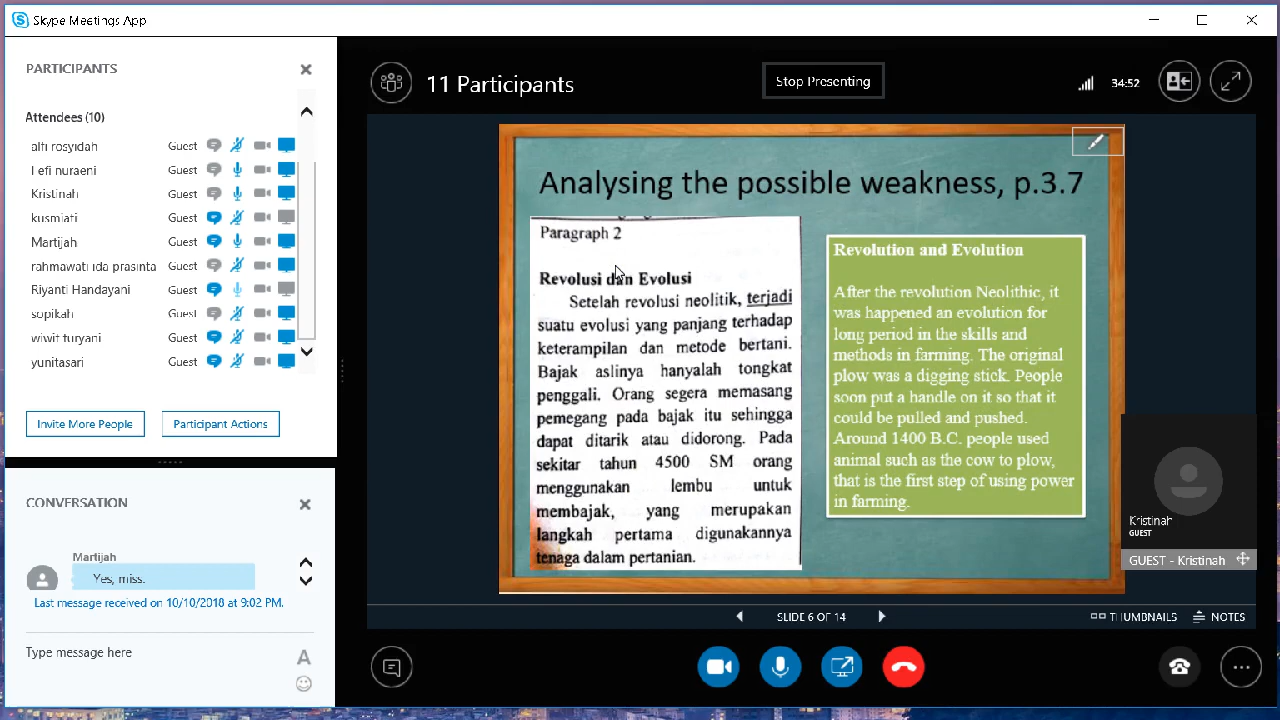 Skype Meetings App
PARTICIPANTS
Attendees (10)
alfi rosyidah Guest
Guest
Kristinah Guest
kusmiati Guest
Martijah Guest
rahmawati ida prasinta Guest
Riyanti Handayani Guest
sopikah Guest
wiwit furyani Guest
yunitasari Guest
Invite More People
Participant Actions
CONVERSATION
Martijah
Yes, miss.
Last message received on 10/10/2018 at 9:02 PM.
Type message here
A
11 Participants
Stop Presenting
34:52
Analysing the possible weakness, p.3.7
Paragraph 2
Revolusi dan Evolusi
Setelah revolusi neolitik, terjadi
suatu evolusi yang panjang terhadap
keterampilan dan metode bertani.
Bajak aslinya hanyalah tongkat
penggali. Orang segera memasang
pemegang pada bajak itu sehingga
dapat ditarik atau didorong. Pada
sekitar tahun 4500 SM orang
menggunakan lembu untuk
membajak, yang merupakan
langkah pertama digunakannya
tenaga dalam pertanian.
Revolution and Evolution
After the revolution Neolithic, it
was happened an evolution for
long period in the skills and
methods in farming. The original
plow was a digging stick. People
soon put a handle on it so that it
could be pulled and pushed.
Around 1400 B.C. people used
animal such as the cow to plow,
that is the first step of using power
in farming.
Kristinah
GUEST
GUEST - Kristinah
SLIDE 6 OF 14
THUMBNAILS
NOTES